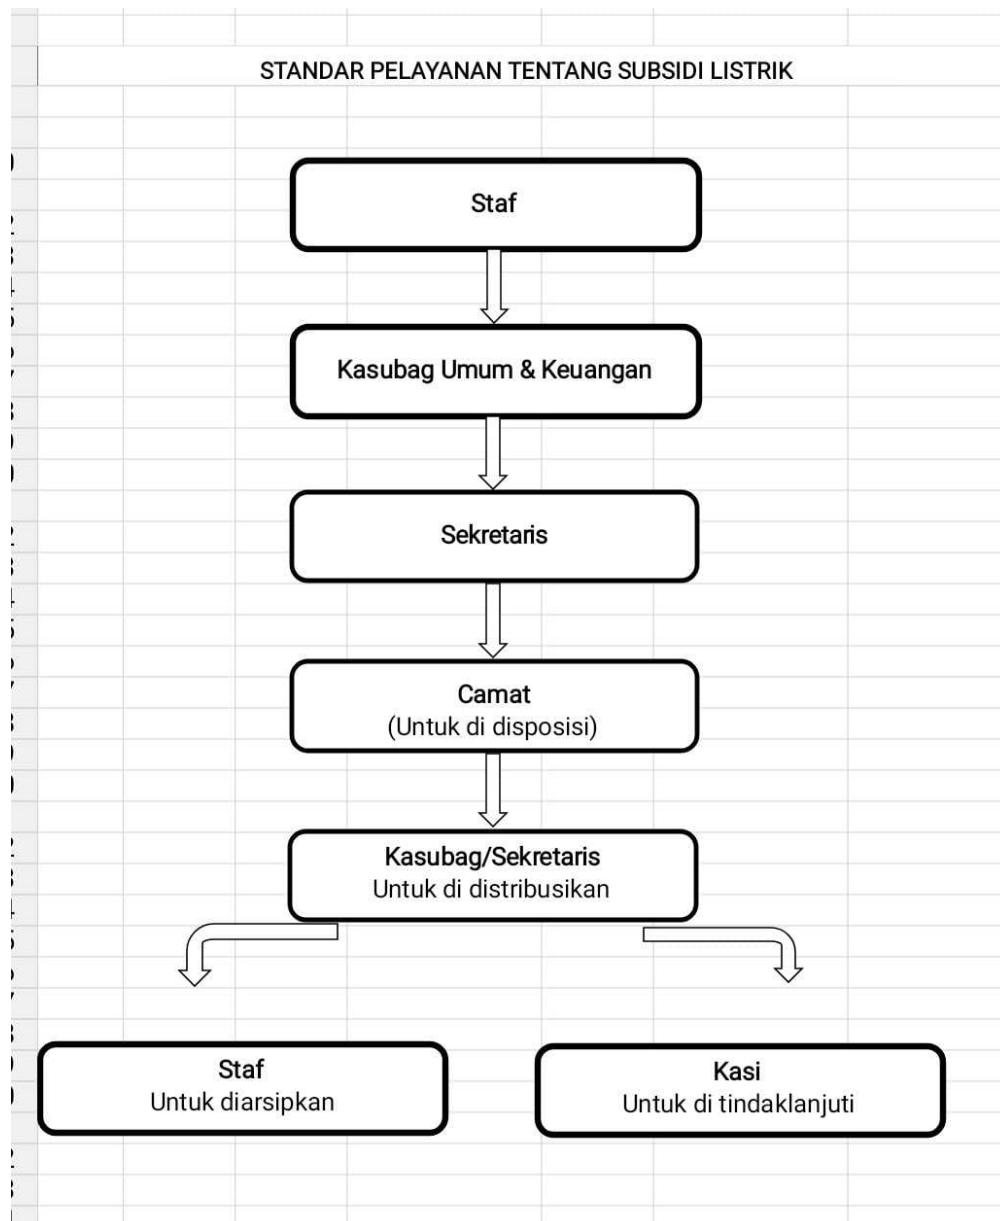 STANDAR PELAYANAN TENTANG SUBSIDI LISTRIK
Staf
Kasubag Umum & Keuangan
Sekretaris
Camat
(Untuk di disposisi)
Kasubag/Sekretaris
Untuk di distribusikan
Staf
Untuk diarsipkan
Kasi
Untuk di tindaklanjuti